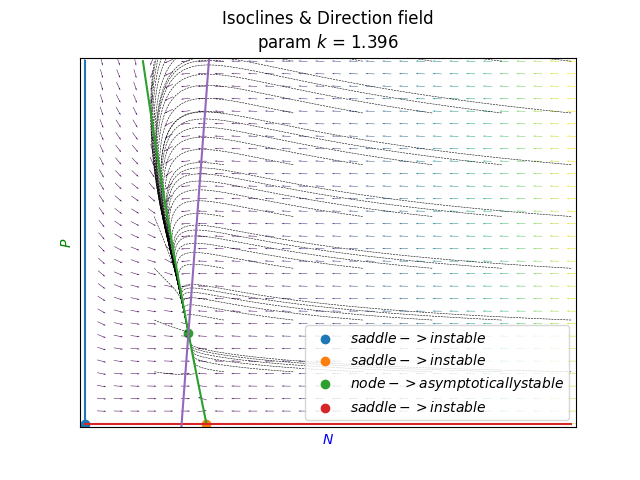 Isoclines & Direction field
param k = 1.396
P
saddle -> instable
saddle -> instable
node -> asymptoticallystable
saddle -> instable
N